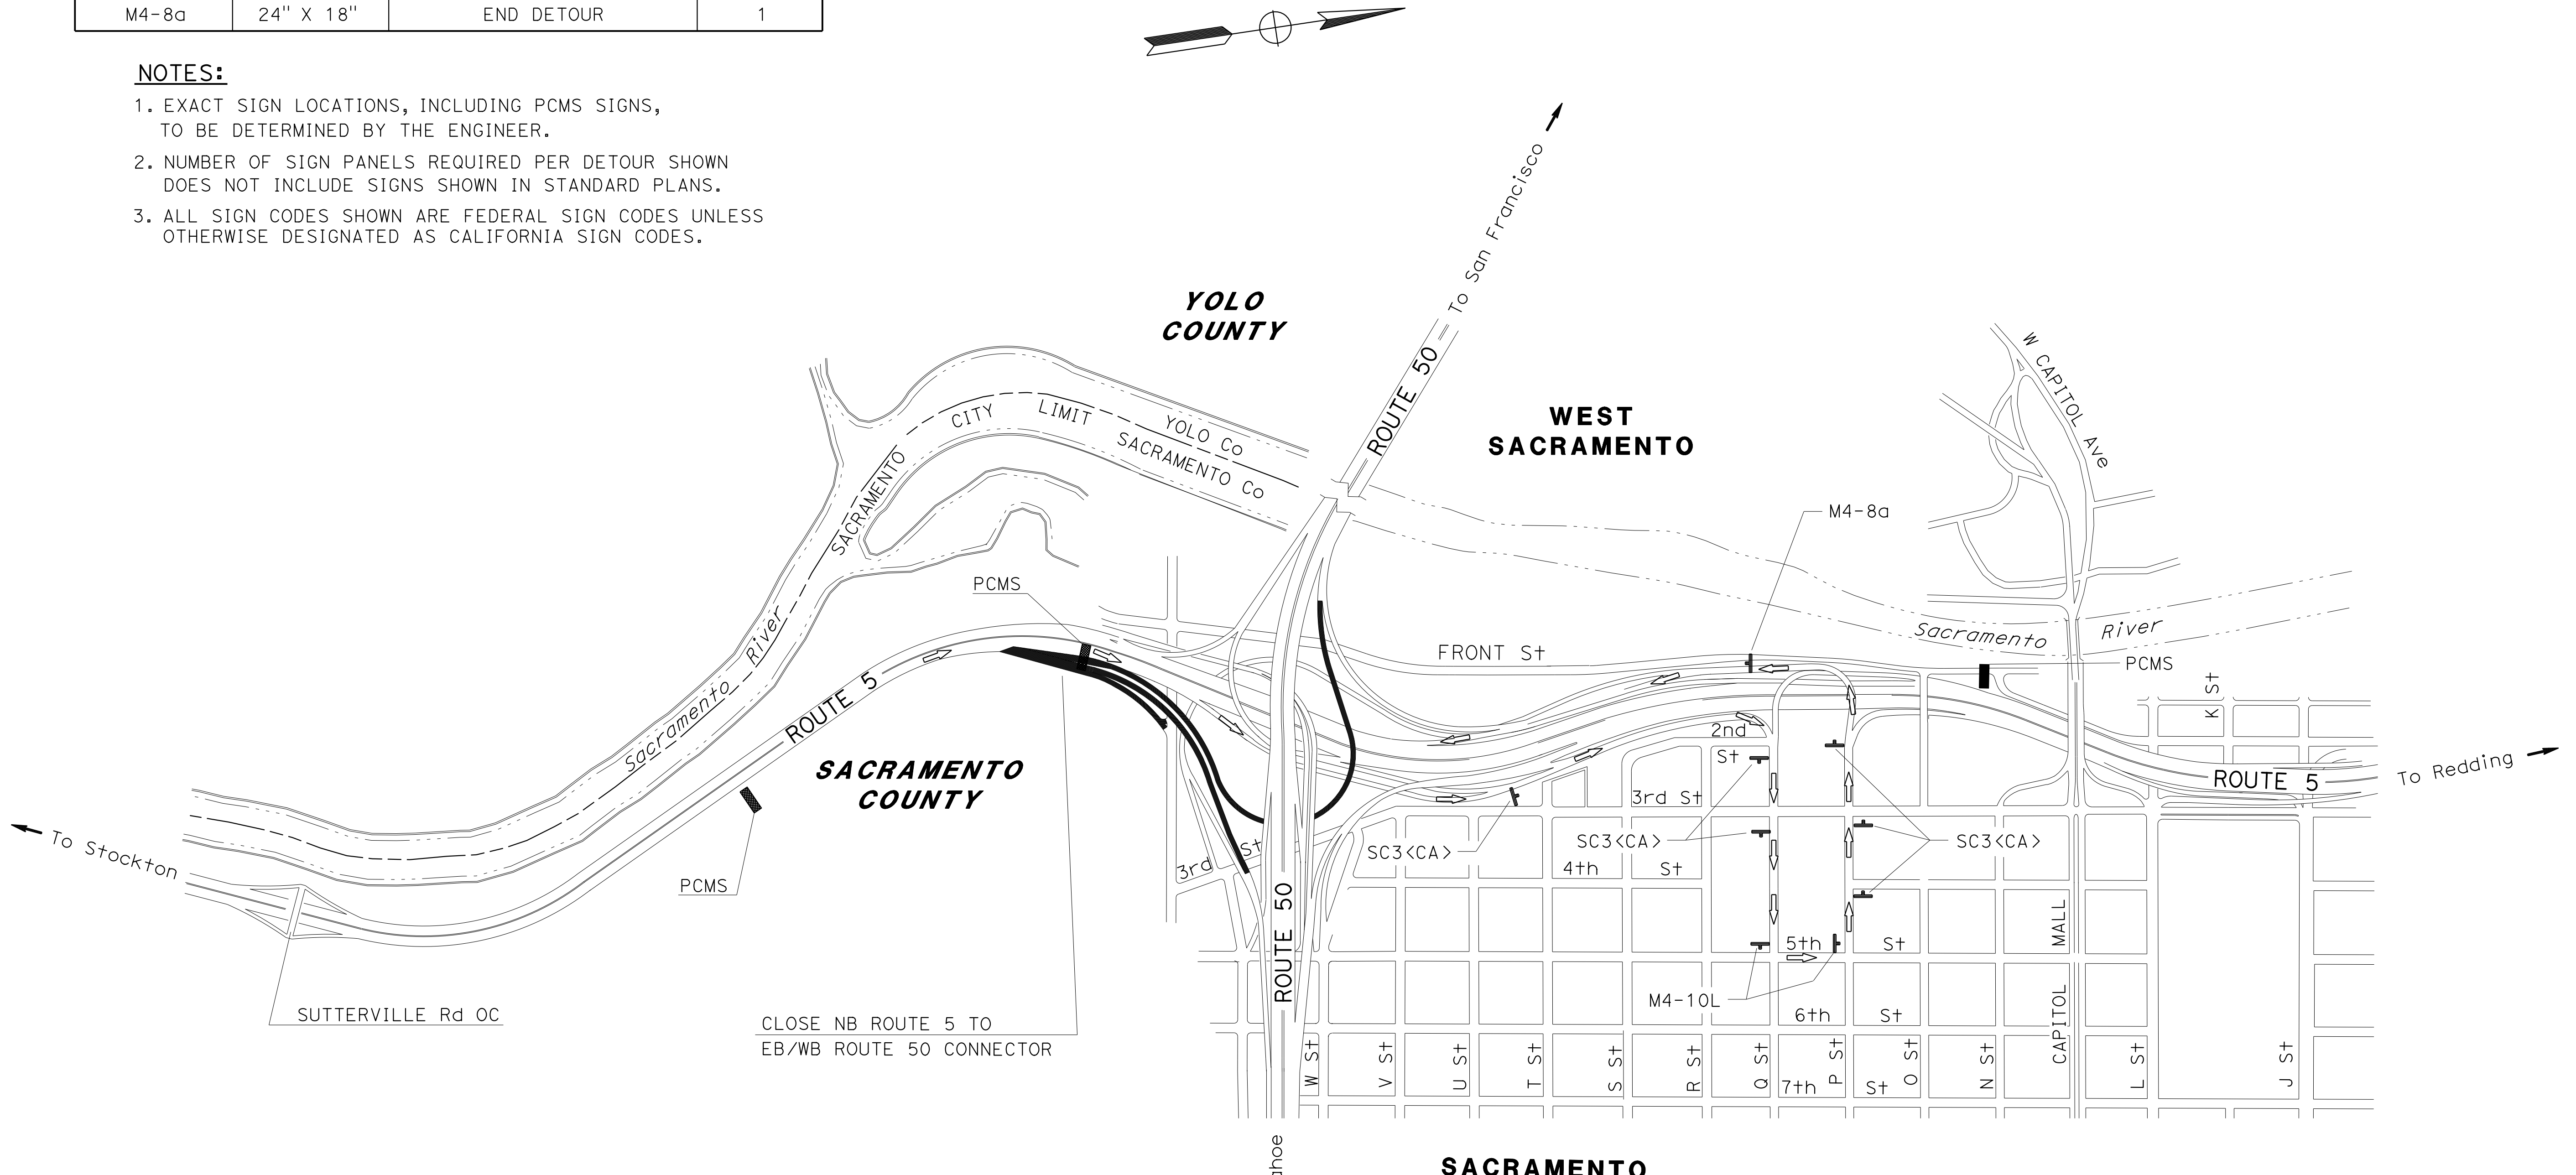 M4-8a 24" X 18" END DETOUR 1
NOTES:
1. EXACT SIGN LOCATIONS, INCLUDING PCMS SIGNS,
TO BE DETERMINED BY THE ENGINEER.
2. NUMBER OF SIGN PANELS REQUIRED PER DETOUR SHOWN
DOES NOT INCLUDE SIGNS SHOWN IN STANDARD PLANS.
3. ALL SIGN CODES SHOWN ARE FEDERAL SIGN CODES UNLESS
OTHERWISE DESIGNATED AS CALIFORNIA SIGN CODES.
To San Francisco
YOLO
COUNTY
ROUTE 50
WEST
SACRAMENTO
W CAPITOL Ave
CITY LIMIT
YOLO Co
SACRAMENTO Co
SACRAMENTO
M4-8a
PCMS
Sacramento River
Sacramento River
FRONT St
PCMS
K St
ROUTE 5
2nd
St
To Redding
ROUTE 5
SACRAMENTO
COUNTY
3rd St
SC3<CA>
SC3<CA>
SC3<CA>
To Stockton
3rd St
4th St
PCMS
ROUTE 50
MALL
5th St
M4-10L
SUTTERVILLE Rd OC
6th St
CLOSE NB ROUTE 5 TO
EB/WB ROUTE 50 CONNECTOR
CAPITOL
W St
V St
U St
T St
S St
R St
Q St
P St
O St
N St
L St
J St
7th St
ahoe
SACRAMENTO